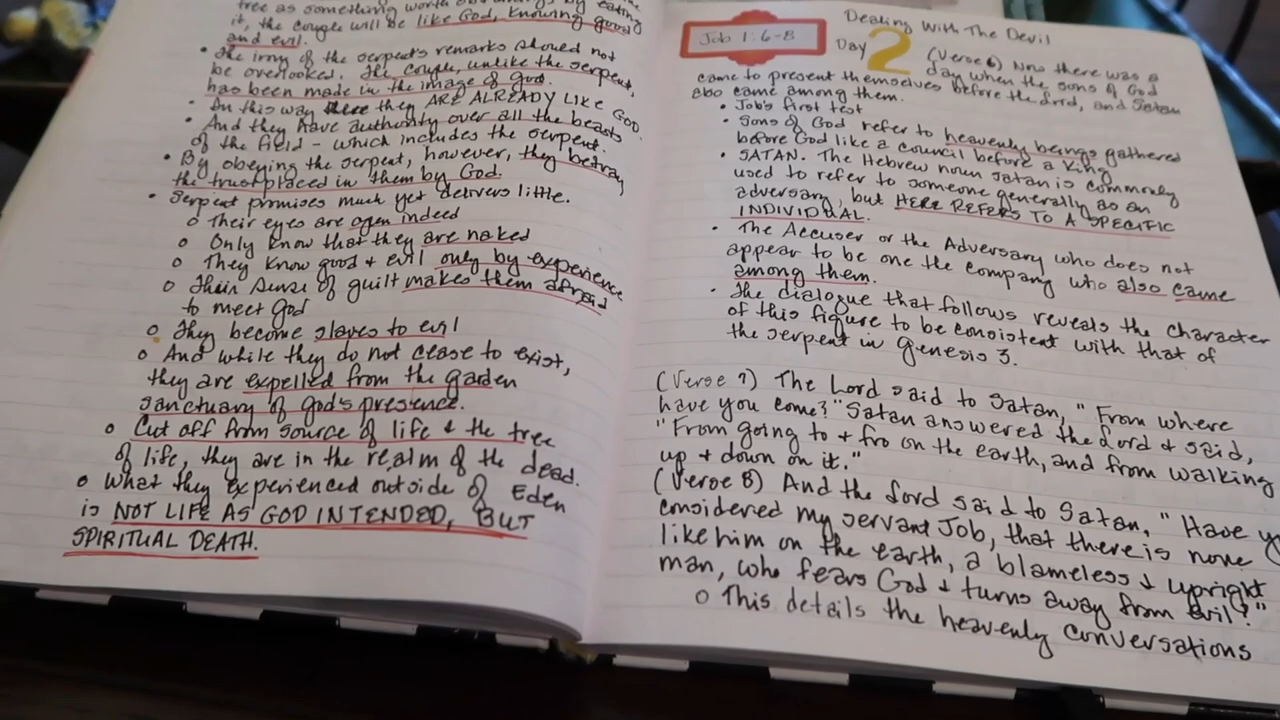 tree as something worth
it, the couple will be like God, knowing good
and evil.
• The irony of the serpent's remarks should not
be overlooked. The couple, unlike the serpent,
has been made in the image of God.
• In this way they ARE ALREADY LIKE GOD
• And they have authority over all the beasts
of the field - which includes the serpent.
• By obeying the serpent, however, they betray
the trust placed in them by God.
• Serpent promises much yet delivers little.
o Their eyes are open indeed
o Only know that they are naked
o They know good + evil only by experience
o Their sense of guilt makes them afraid
to meet God
o They become slaves to evil
o And while they do not cease to exist,
they are expelled from the garden
sanctuary of God's presence.
o Cut off from source of life & the tree
of life, they are in the realm of the dead.
o What they experienced outside of Eden
is NOT LIFE AS GOD INTENDED, BUT
SPIRITUAL DEATH.
Dealing With The Devil
Job 1:6-8
Day 2
(Verse 6) Now there was a
day when the sons of God
came to present themselves before the Lord, and Satan
also came among them.
• Job's first test
• Sons of God refer to heavenly beings gathered
before God like a council before a King
• SATAN. The Hebrew noun satan is commonly
used to refer to someone generally as an
adversary, but HERE REFERS TO A SPECIFIC
INDIVIDUAL.
• The Accuser or the Adversary who does not
appear to be one the company who also came
among them.
• The dialogue that follows reveals the character
of this figure to be consistent with that of
the serpent in Genesis 3.
(Verse 7) The Lord said to Satan, "From where
have you come?" Satan answered the Lord & said,
"From going to + fro on the earth, and from walking
up + down on it."
(Verse 8) And the Lord said to Satan, "Have
considered my servant Job, that there is none
like him on the earth, a blameless & upright
man, who fears God & turns away from evil?"
o This details the heavenly conversations